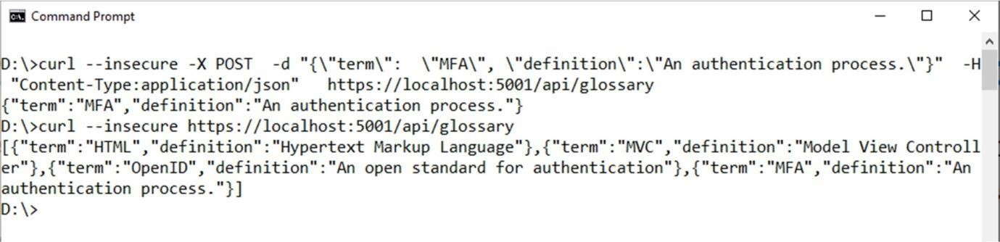 Command Prompt
D:\>curl --insecure -X POST  -d "{\"term\":  \"MFA\", \"definition\":\"An authentication process.\"}"  -H
 "Content-Type:application/json"   https://localhost:5001/api/glossary
{"term":"MFA","definition":"An authentication process."}
D:\>curl --insecure https://localhost:5001/api/glossary
[{"term":"HTML","definition":"Hypertext Markup Language"},{"term":"MVC","definition":"Model View Controll
er"},{"term":"OpenID","definition":"An open standard for authentication"},{"term":"MFA","definition":"An
authentication process."}]
D:\>